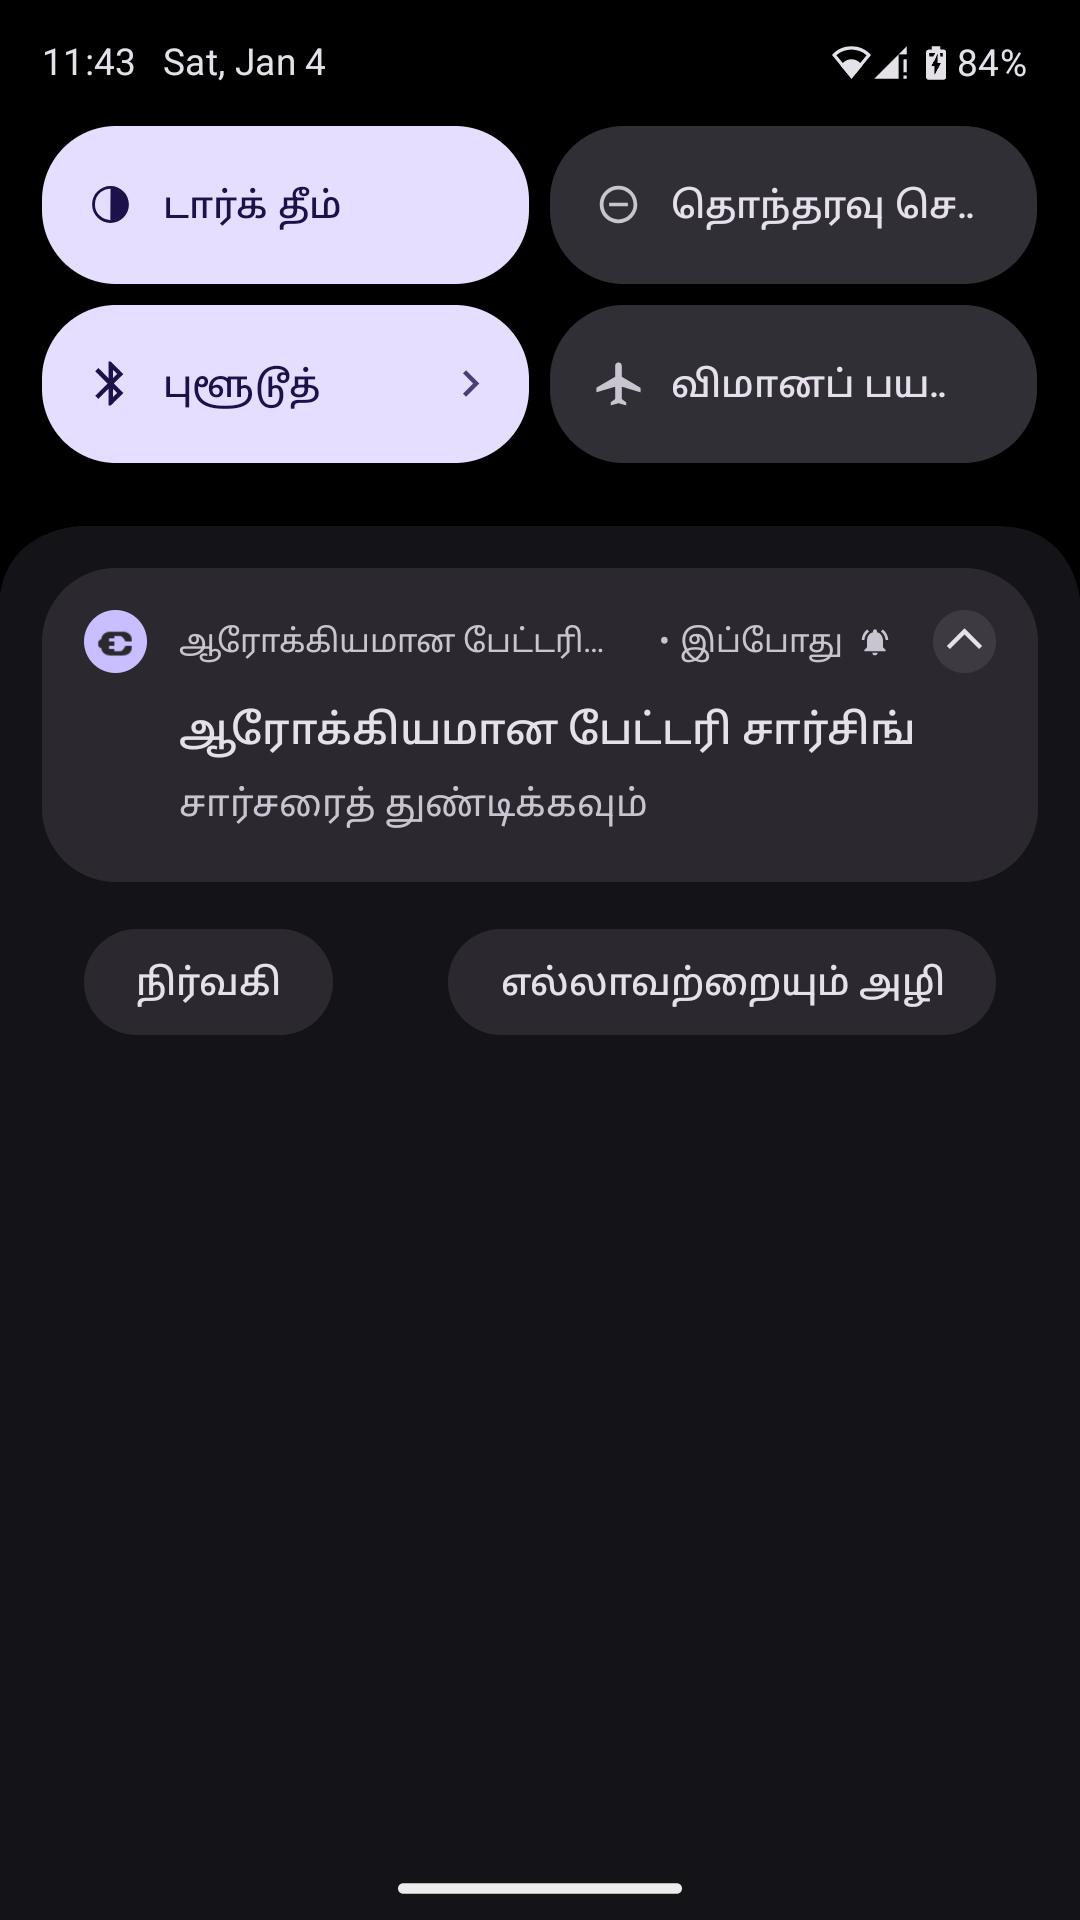 11:43 Sat, Jan 4 84%
டார்க் தீம்
தொந்தரவு செ..
புளூடூத்
விமானப் பய..
ஆரோக்கியமான பேட்டரி... • இப்போது
ஆரோக்கியமான பேட்டரி சார்சிங்
சார்சரைத் துண்டிக்கவும்
நிர்வகி
எல்லாவற்றையும் அழி